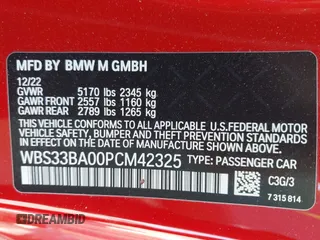 MFD BY BMW M GMBH
12/22
GVWR 5170 lbs 2345 kg
GAWR FRONT 2557 lbs 1160 kg
GAWR REAR 2789 lbs 1265 kg
THIS VEHICLE CONFORMS TO ALL APPLICABLE FEDERAL MOTOR
VEHICLE SAFETY, BUMPER, AND THEFT PREVENTION STANDARDS
IN EFFECT ON THE DATE OF MANUFACTURE SHOWN ABOVE.
WBS33BA00PCM42325 TYPE: PASSENGER CAR
C3G/3
7 315 814
DREAMBID